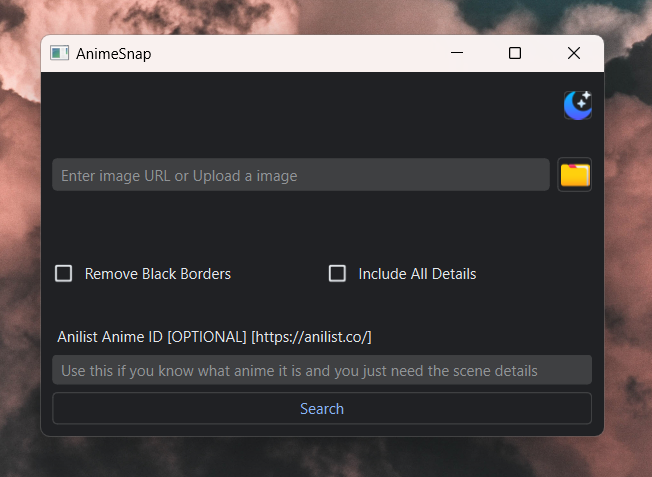 AnimeSnap
Enter image URL or Upload a image
Remove Black Borders
Include All Details
Anilist Anime ID [OPTIONAL] [https://anilist.co/]
Use this if you know what anime it is and you just need the scene details
Search